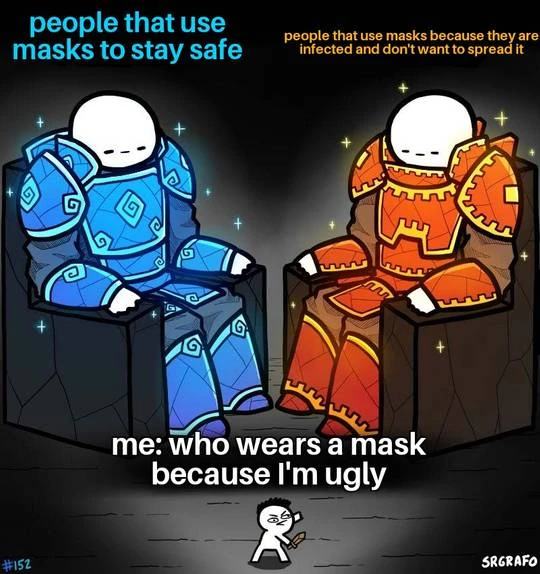 people that use
masks to stay safe
people that use masks because they are
infected and don't want to spread it
me: who wears a mask
because I'm ugly
#152
SRGRAFO